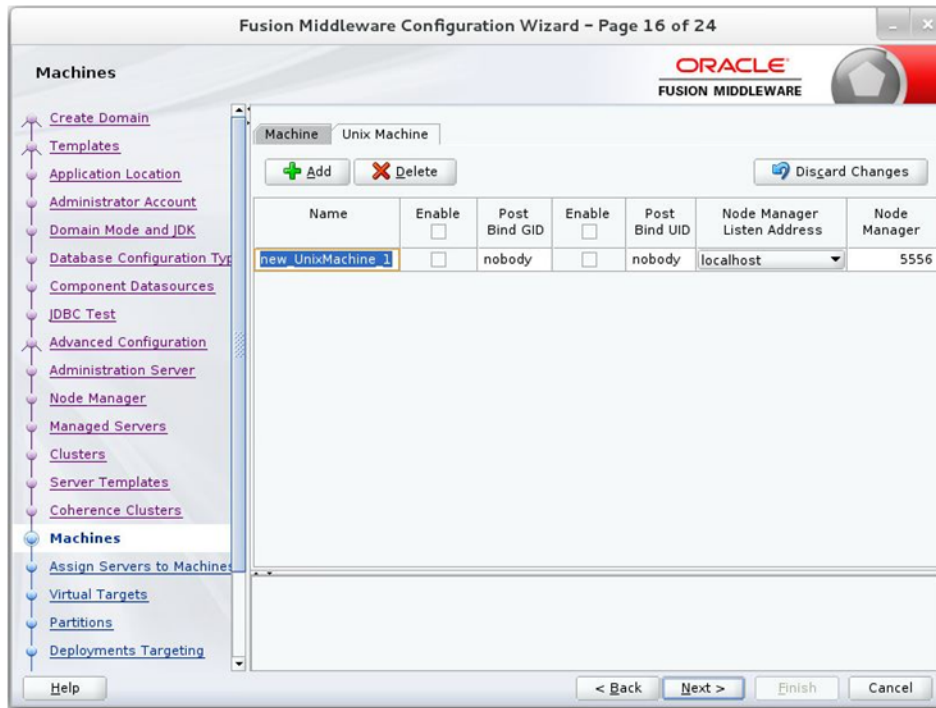 Fusion Middleware Configuration Wizard – Page 16 of 24
Machines
ORACLE
FUSION MIDDLEWARE
Create Domain
Templates
Application Location
Administrator Account
Domain Mode and JDK
Database Configuration Typ
Component Datasources
JDBC Test
Advanced Configuration
Administration Server
Node Manager
Managed Servers
Clusters
Server Templates
Coherence Clusters
Machines
Assign Servers to Machines
Virtual Targets
Partitions
Deployments Targeting
Machine Unix Machine
Add Delete Discard Changes
Name Enable Post Bind GID Enable Post Bind UID Node Manager Listen Address Node Manager
new_UnixMachine_1 nobody nobody localhost 5556
Help < Back Next > Finish Cancel